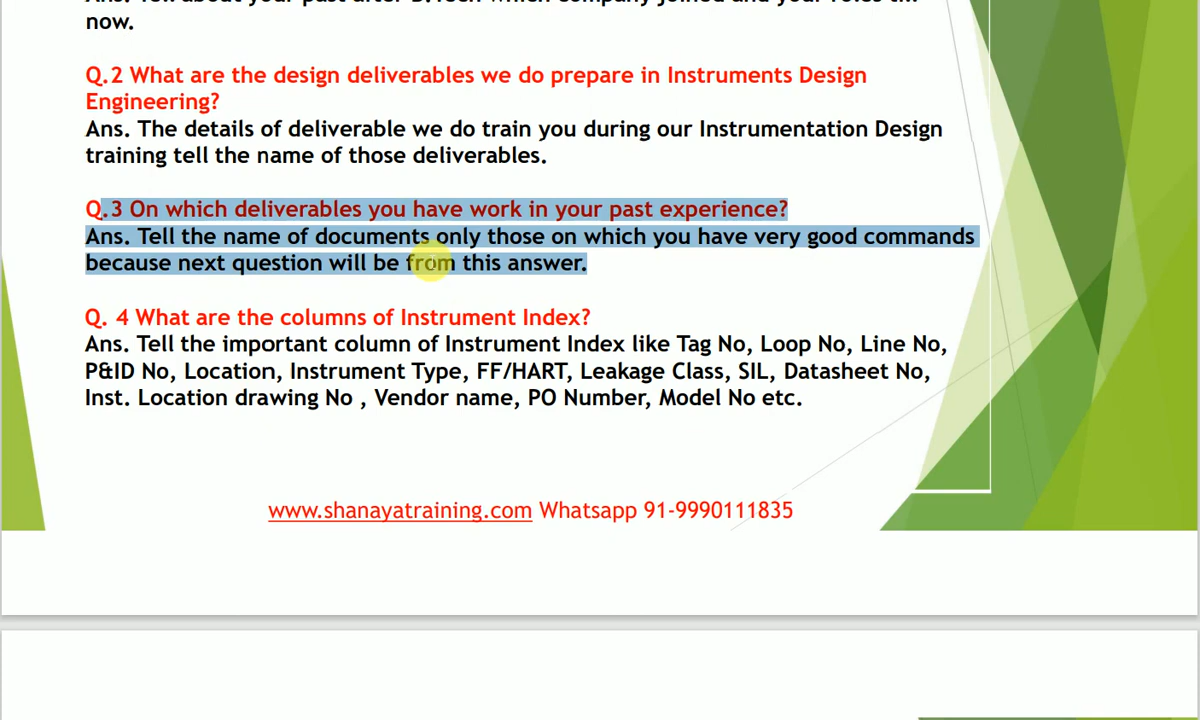 now.
Q.2 What are the design deliverables we do prepare in Instruments Design
Engineering?
Ans. The details of deliverable we do train you during our Instrumentation Design
training tell the name of those deliverables.
Q.3 On which deliverables you have work in your past experience?
Ans. Tell the name of documents only those on which you have very good commands
because next question will be from this answer.
Q. 4 What are the columns of Instrument Index?
Ans. Tell the important column of Instrument Index like Tag No, Loop No, Line No,
P&ID No, Location, Instrument Type, FF/HART, Leakage Class, SIL, Datasheet No,
Inst. Location drawing No , Vendor name, PO Number, Model No etc.
www.shanayatraining.com Whatsapp 91-9990111835